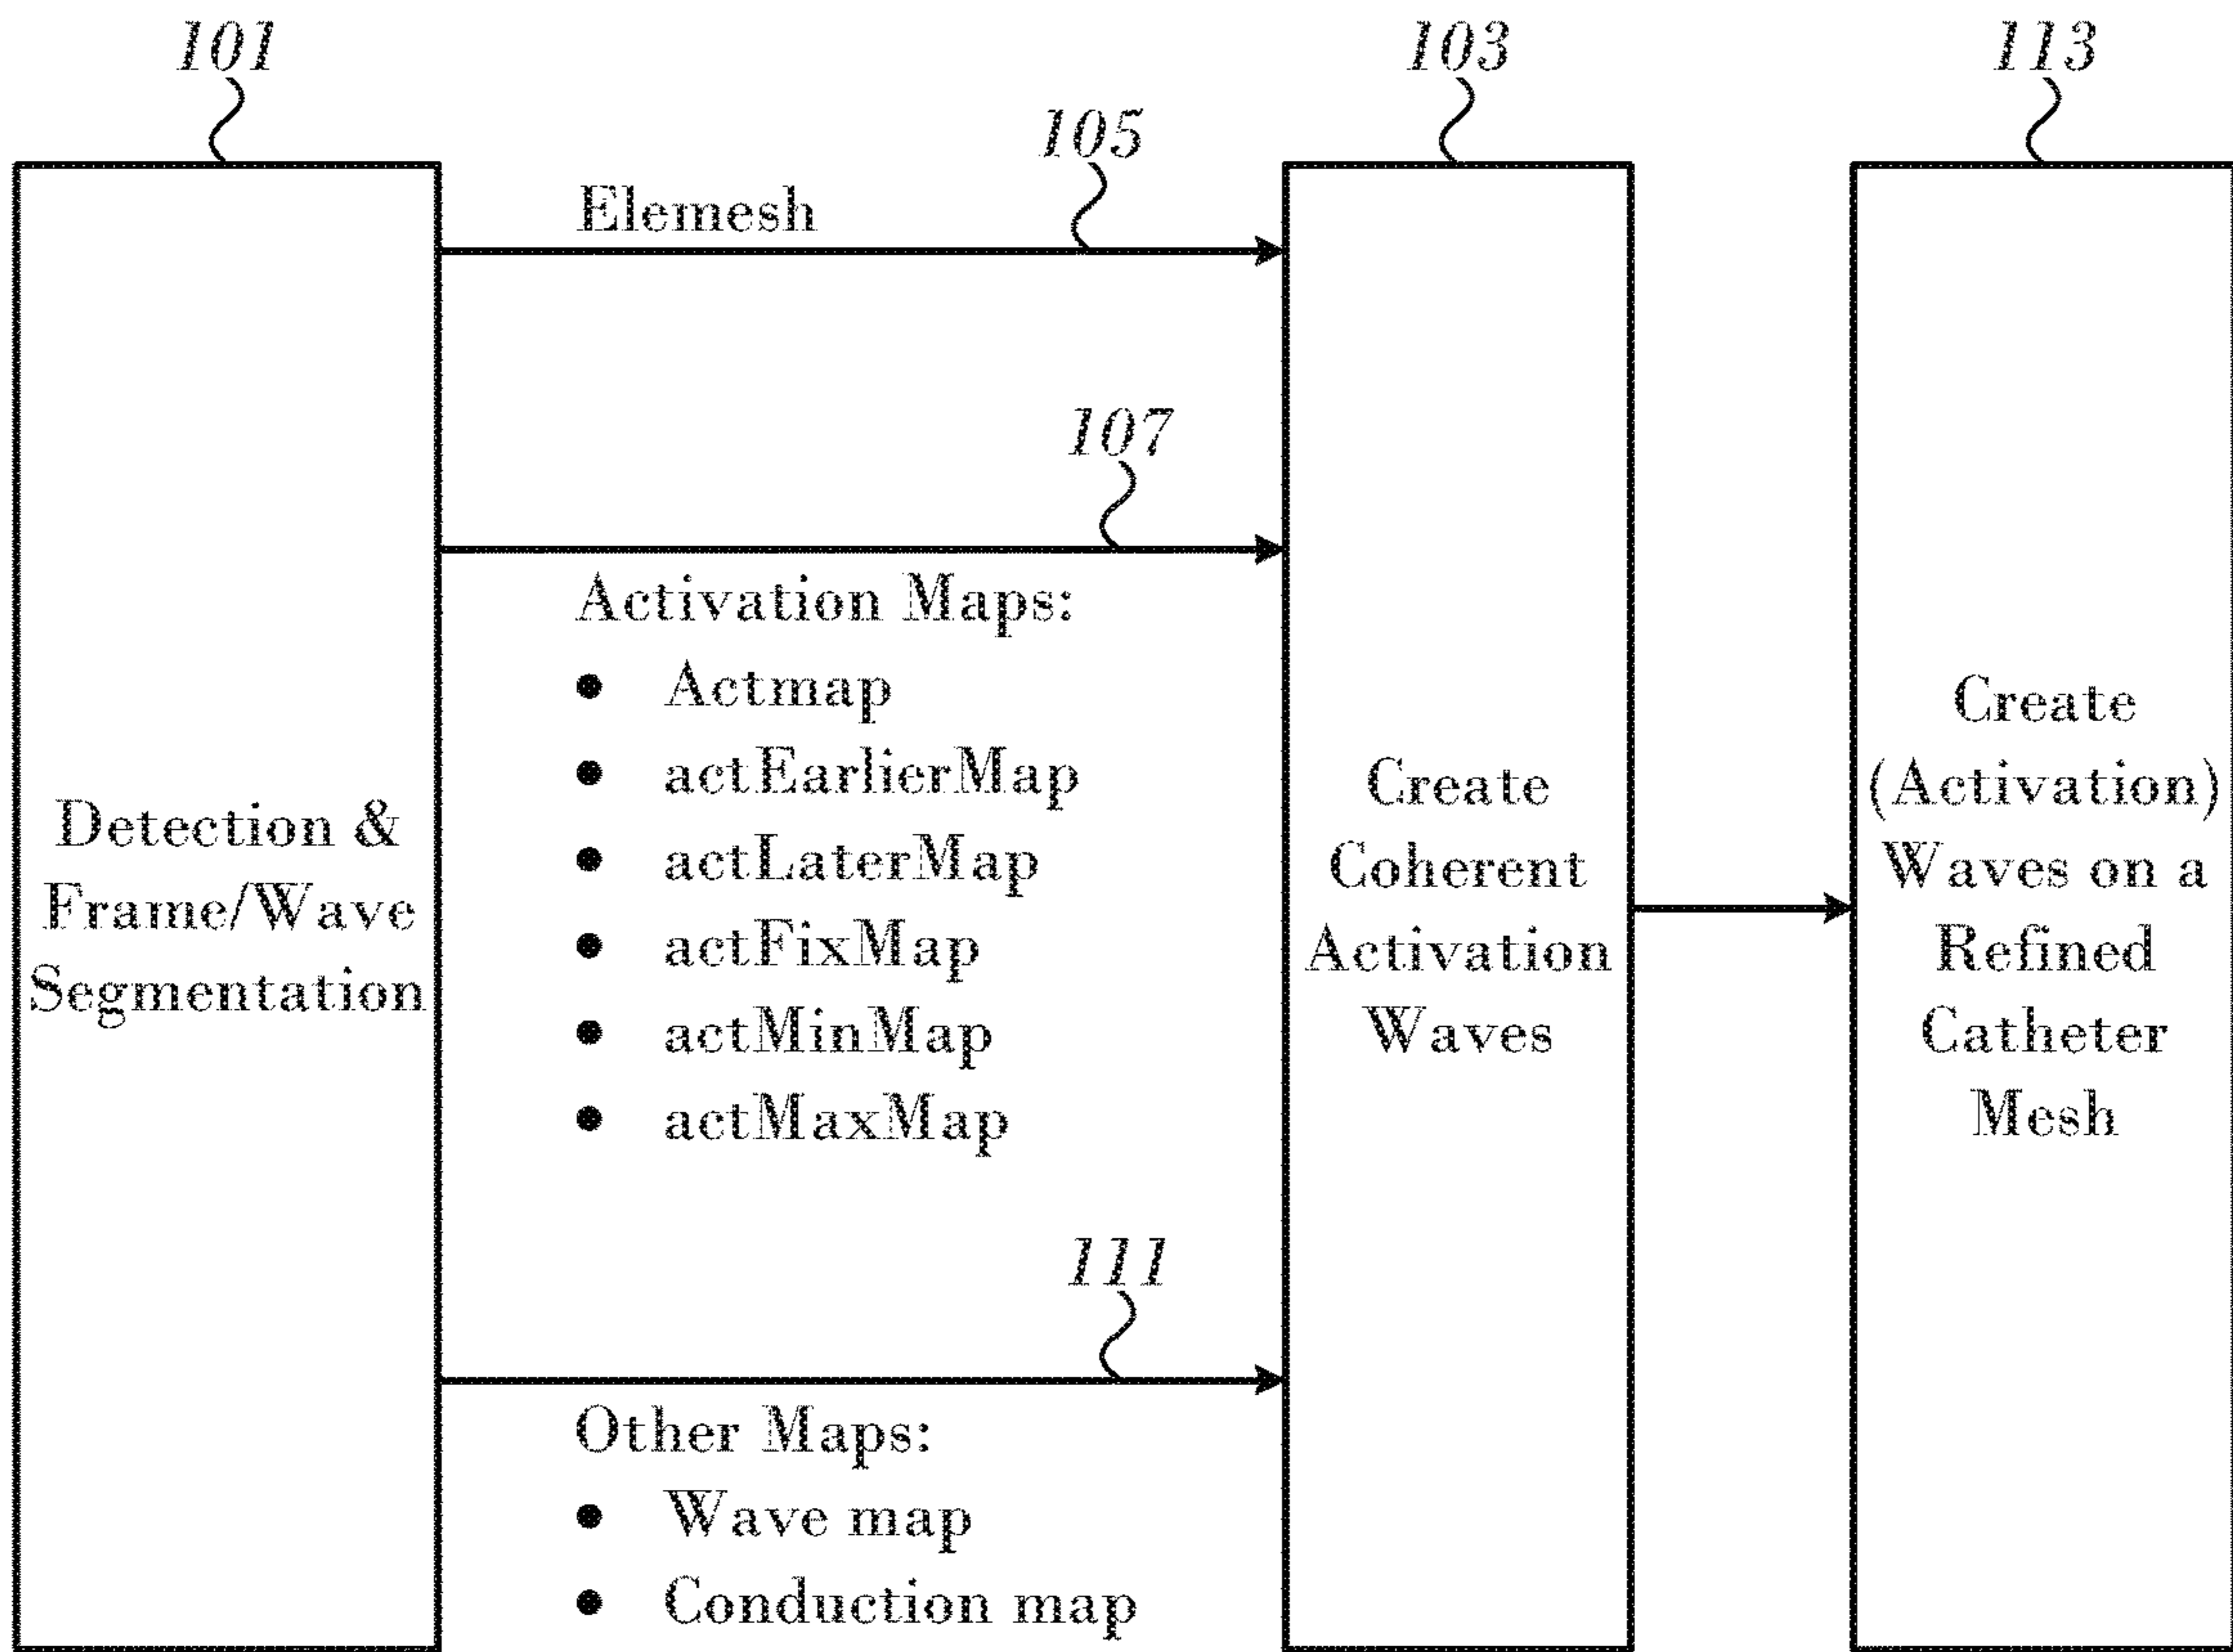 101
103
113
105
Elemesh
107
Activation Maps:
• Actmap
• actEarlierMap
• actLaterMap
• actFixMap
• actMinMap
• actMaxMap
111
Other Maps:
• Wave map
• Conduction map
Detection &
Frame/Wave
Segmentation
Create
Coherent
Activation
Waves
Create
(Activation)
Waves on a
Refined
Catheter
Mesh